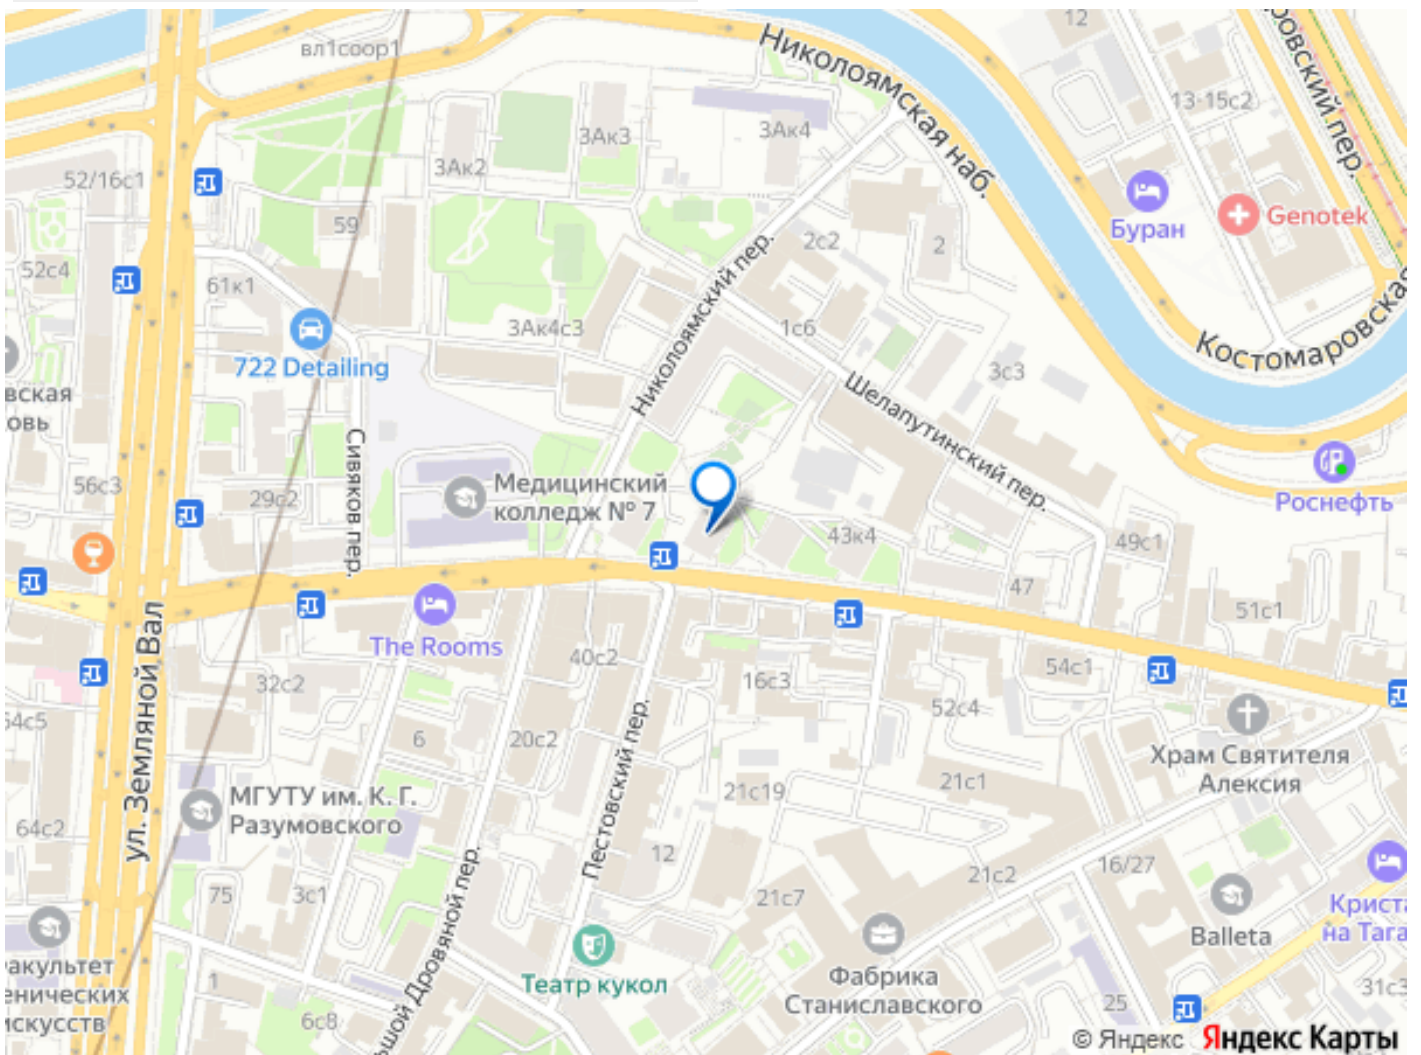 вл1соор1
12
Николоямская наб.
ровский пер.
13-15с2
3Ак3
3Ак4
3Ак2
52/16с1
59
2с2
2
Буран
Genotek
52с4
61к1
Николоямский пер.
3Ак4с3
1с6
722 Detailing
Костомаровская
3с3
Шелапутинский пер.
вская
овь
Сивяков пер.
56с3
29с2
Медицинский
колледж № 7
43к4
49с1
Роснефть
47
51с1
ул. Земляной Вал
The Rooms
40с2
16с3
54с1
32с2
52с4
54с5
6
20с2
Пестовский пер.
Храм Святителя
Алексия
21с19
21с1
МГУТУ им. К. Г.
Разумовского
64с2
12
16/27
75
3с1
21с7
21с2
Balleta
Криста
на Тага
шой Дровяной пер.
Театр кукол
Фабрика
Станиславского
акультет
енических
искусств
1
6с8
25
31с3
© Яндекс Яндекс Карты